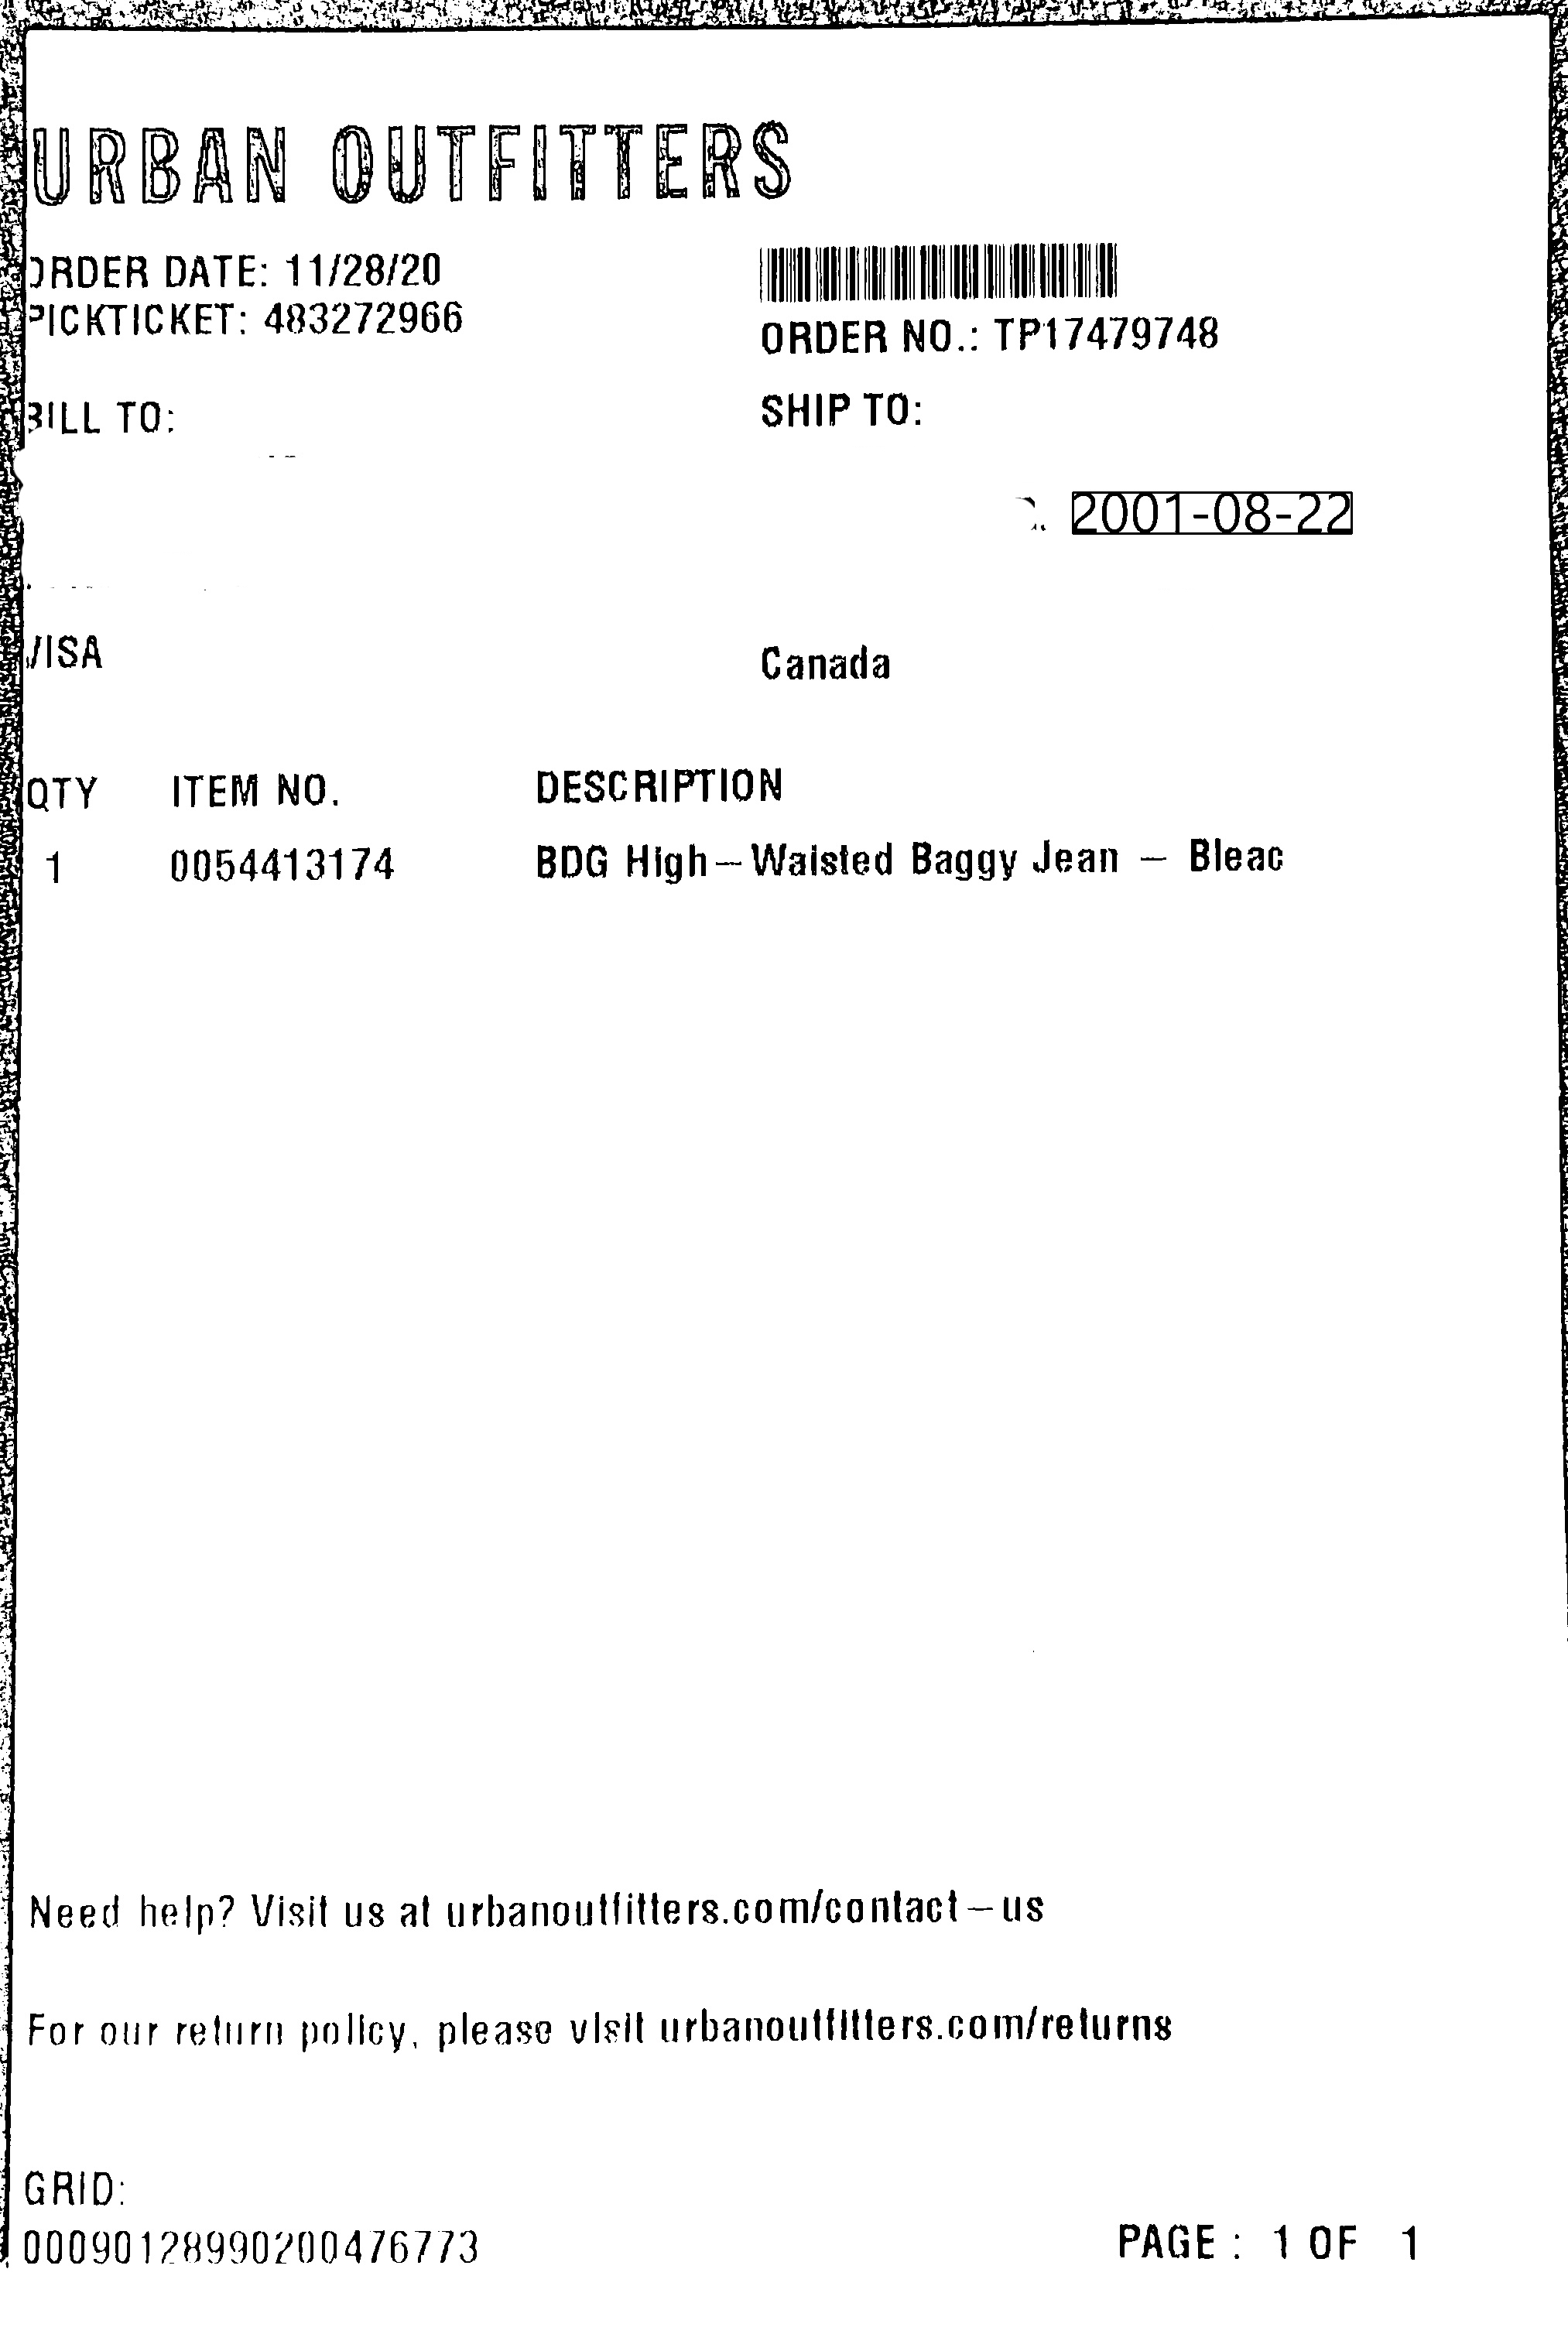 URBAN OUTFITTERS
ORDER DATE: 11/28/20
PICKTICKET: 483272966
ORDER NO.: TP17479748
BILL TO:
SHIP TO:
2001-08-22
VISA
Canada
QTY ITEM NO. DESCRIPTION
1 0054413174 BDG High-Waisted Baggy Jean - Bleac
Need help? Visit us at urbanoutfitters.com/contact-us
For our return policy, please visit urbanoutfitters.com/returns
GRID:
00090128990200476773
PAGE : 1 OF 1